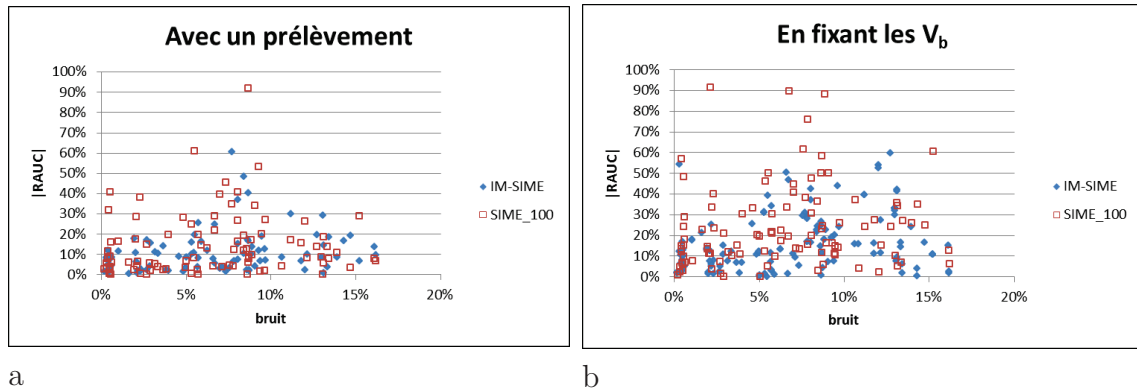 Avec un prélèvement
100%
90%
80%
70%
60%
50%
40%
30%
20%
10%
0%
|RAUC|
0% 5% 10% 15% 20%
bruit
IM-SIME
SIME_100
a
En fixant les Vb
100%
90%
80%
70%
60%
50%
40%
30%
20%
10%
0%
|RAUC|
0% 5% 10% 15% 20%
bruit
IM-SIME
SIME_100
b